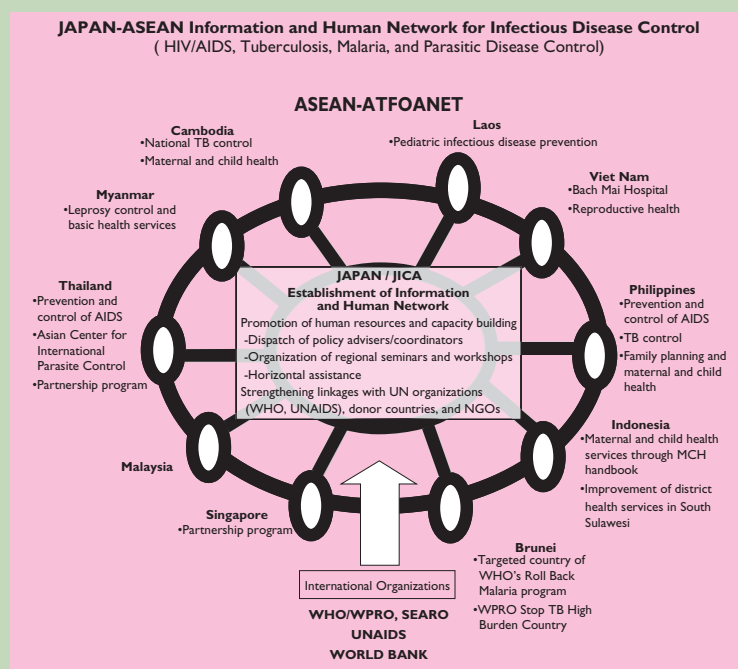 JAPAN-ASEAN Information and Human Network for Infectious Disease Control
( HIV/AIDS, Tuberculosis, Malaria, and Parasitic Disease Control)
ASEAN-ATFOANET
Cambodia
•National TB control
•Maternal and child health
Laos
•Pediatric infectious disease prevention
Myanmar
•Leprosy control and
basic health services
Viet Nam
•Bach Mai Hospital
•Reproductive health
Thailand
•Prevention and
control of AIDS
•Asian Center for
International
Parasite Control
•Partnership program
JAPAN / JICA
Establishment of Information
and Human Network
Promotion of human resources and capacity building
-Dispatch of policy advisers/coordinators
-Organization of regional seminars and workshops
-Horizontal assistance
Strengthening linkages with UN organizations
(WHO, UNAIDS), donor countries, and NGOs
Philippines
•Prevention and
control of AIDS
•TB control
•Family planning and
maternal and child
health
Malaysia
Indonesia
•Maternal and child health
services through MCH
handbook
•Improvement of district
health services in South
Sulawesi
Singapore
•Partnership program
Brunei
•Targeted country of
WHO's Roll Back
Malaria program
•WPRO Stop TB High
Burden Country
International Organizations
WHO/WPRO, SEARO
UNAIDS
WORLD BANK